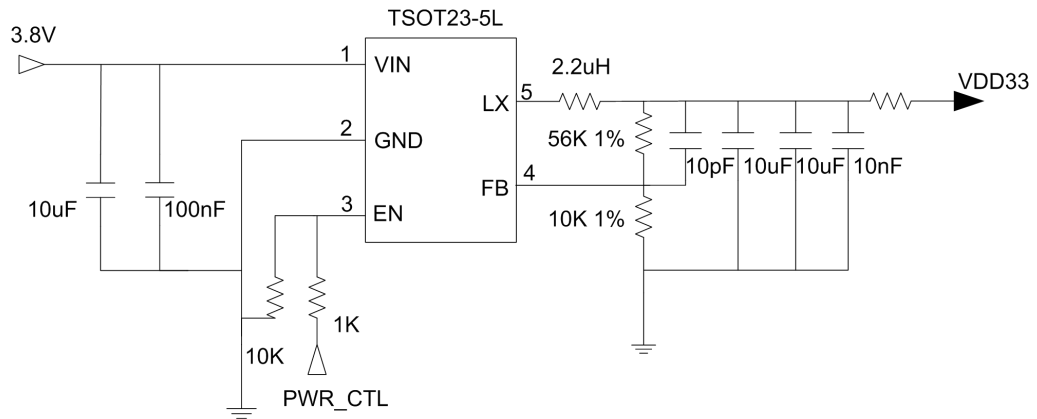 TSOT23-5L
3.8V
1
VIN
2.2uH
VDD33
LX
5
2
GND
56K 1%
10pF
10uF
10uF
10nF
FB
4
10uF
100nF
3
EN
10K 1%
1K
10K
PWR_CTL